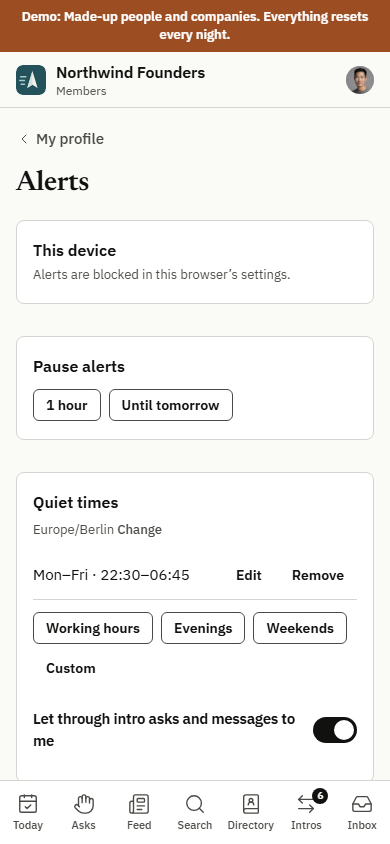 Demo: Made-up people and companies. Everything resets
every night.
Northwind Founders
Members
My profile
Alerts
This device
Alerts are blocked in this browser’s settings.
Pause alerts
1 hour
Until tomorrow
Quiet times
Europe/Berlin Change
Mon–Fri · 22:30–06:45
Edit
Remove
Working hours
Evenings
Weekends
Custom
Let through intro asks and messages to
me
6
Today
Asks
Feed
Search
Directory
Intros
Inbox